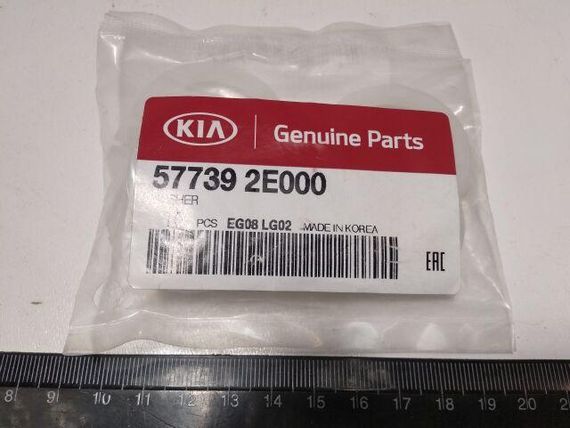 KIA Genuine Parts
57739 2E000
SHER
PCS EG08 LG02 MADE IN KOREA
EAC
8 9 10 11 12 13 14 15 16 17 18 19 20